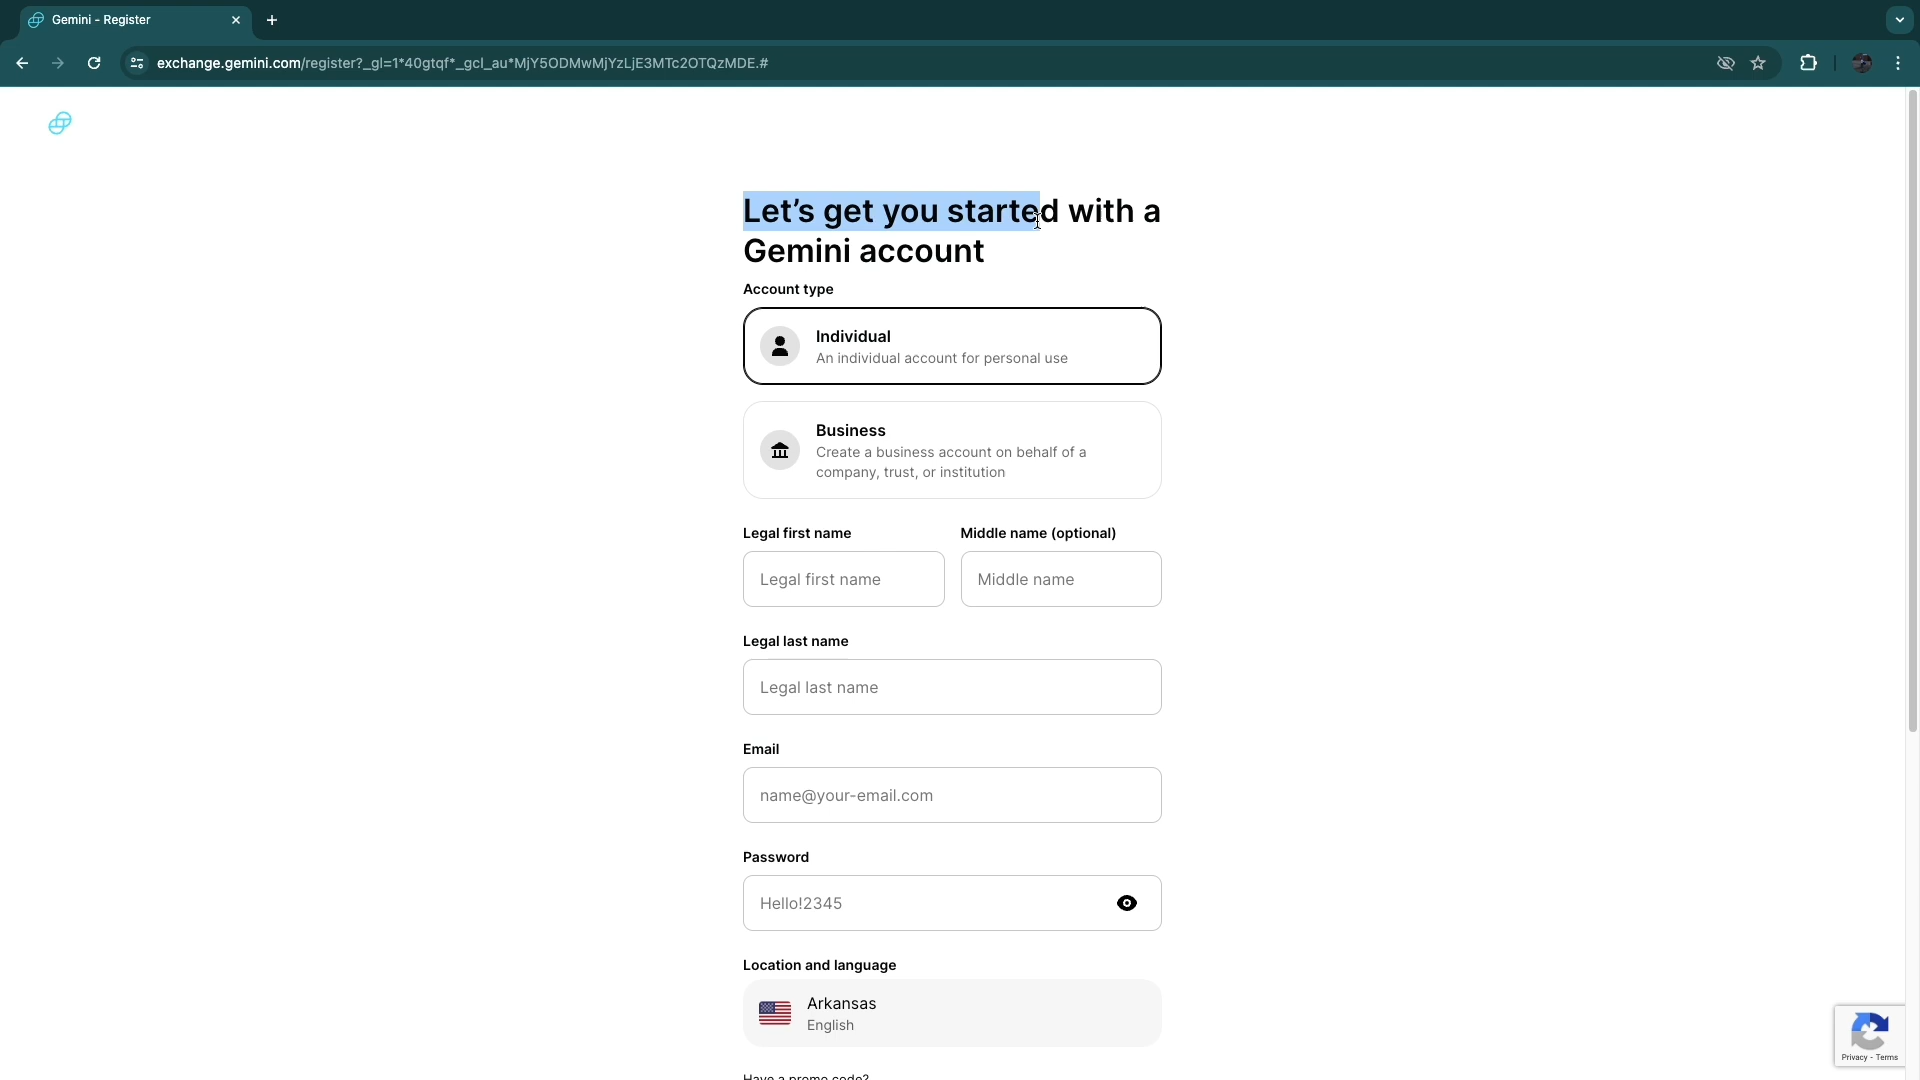 Gemini - Register
exchange.gemini.com/register?_gl=1*40gtqf*_gcl_au*MjY5ODMwMjYzLjE3MTc2OTQzMDE.#
Let’s get you started with a
Gemini account
Account type
Individual
An individual account for personal use
Business
Create a business account on behalf of a
company, trust, or institution
Legal first name
Middle name (optional)
Legal first name
Middle name
Legal last name
Legal last name
Email
name@your-email.com
Password
Hello!2345
Location and language
Arkansas
English
Privacy - Terms
Have a promo code?